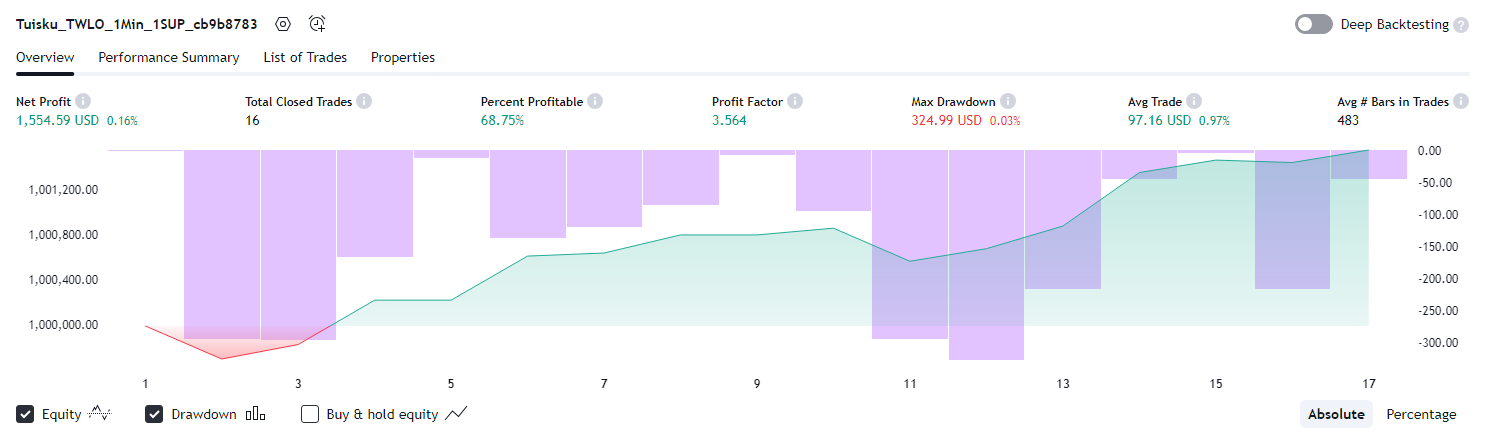 Tuisku_TWLO_1Min_1SUP_cb9b8783
Deep Backtesting ?
Overview Performance Summary List of Trades Properties
Net Profit i Total Closed Trades i Percent Profitable i Profit Factor i Max Drawdown i Avg Trade i Avg # Bars in Trades i
1,554.59 USD 0.16% 16 68.75% 3.564 324.99 USD 0.03% 97.16 USD 0.97% 483
0.00
1,001,200.00 -50.00
-100.00
1,000,800.00 -150.00
1,000,400.00 -200.00
-250.00
1,000,000.00 -300.00
1 3 5 7 9 11 13 15 17
Equity Drawdown Buy & hold equity Absolute Percentage